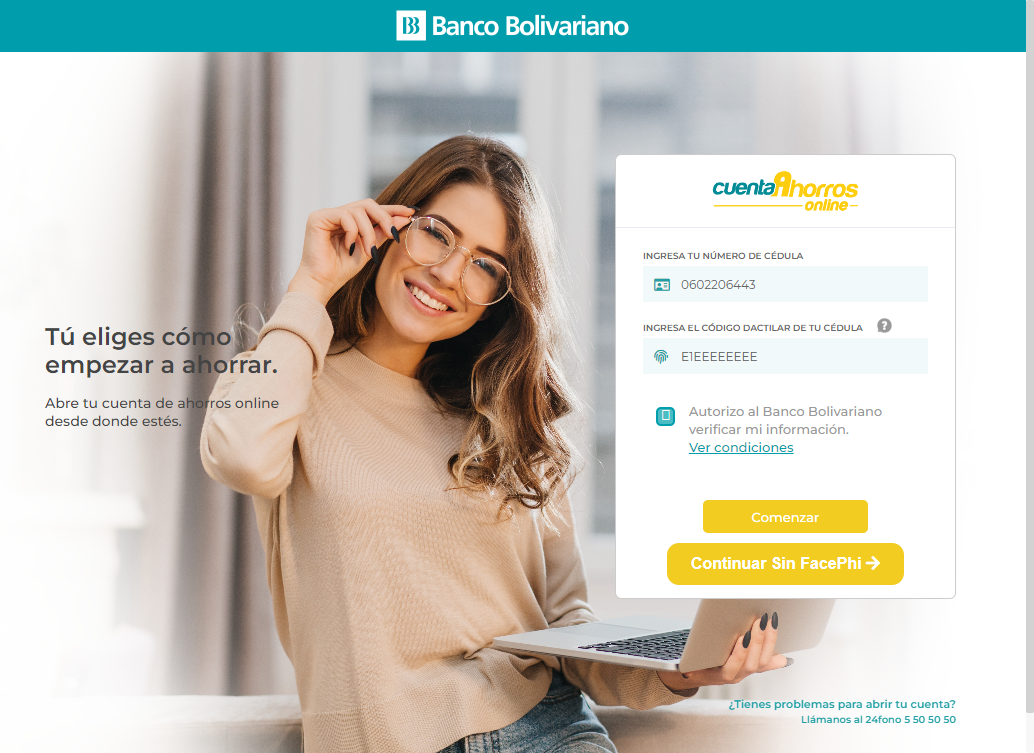 BB Banco Bolivariano
Tú eliges cómo
empezar a ahorrar.
Abre tu cuenta de ahorros online
desde donde estés.
cuentaAhorros
online
INGRESA TU NÚMERO DE CÉDULA
0602206443
INGRESA EL CÓDIGO DACTILAR DE TU CÉDULA ?
E1EEEEEEEE
Autorizo al Banco Bolivariano
verificar mi información.
Ver condiciones
Comenzar
Continuar Sin FacePhi →
¿Tienes problemas para abrir tu cuenta?
Llámanos al 24fono 5 50 50 50